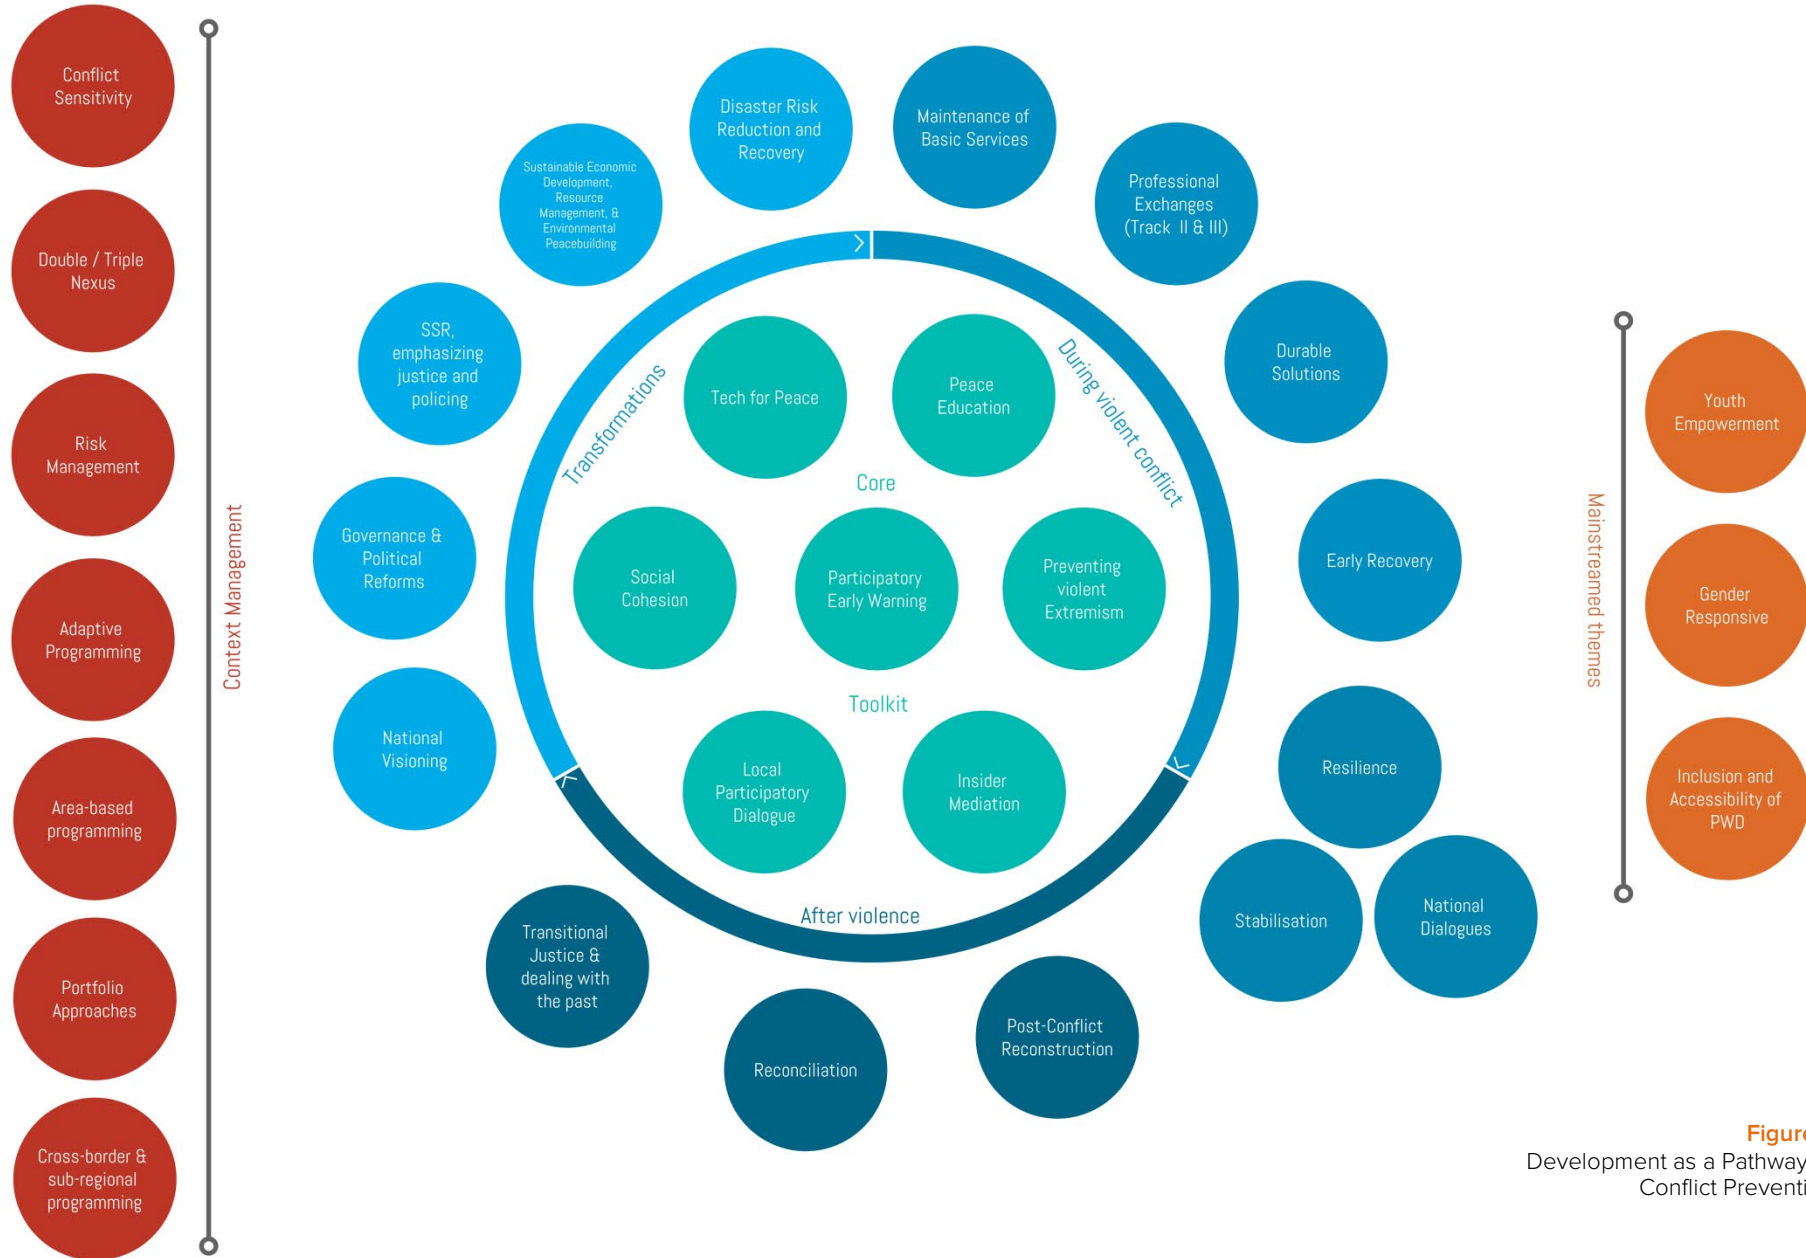 Conflict
Sensitivity
Double / Triple
Nexus
Risk
Management
Adaptive
Programming
Area-based
programming
Portfolio
Approaches
Cross-border &
sub-regional
programming
Context Management
Disaster Risk
Reduction and
Recovery
Sustainable Economic
Development,
Resource
Management, &
Environmental
Peacebuilding
SSR,
emphasizing
justice and
policing
Governance &
Political
Reforms
National
Visioning
Transformations
Maintenance of
Basic Services
Professional
Exchanges
(Track II & III)
Durable
Solutions
Early Recovery
Resilience
Stabilisation
National
Dialogues
During violent conflict
Tech for Peace
Peace
Education
Core
Social
Cohesion
Participatory
Early Warning
Preventing
violent
Extremism
Toolkit
Local
Participatory
Dialogue
Insider
Mediation
After violence
Transitional
Justice &
dealing with
the past
Reconciliation
Post-Conflict
Reconstruction
Mainstreamed themes
Youth
Empowerment
Gender
Responsive
Inclusion and
Accessibility of
PWD
Figure
Development as a Pathway
Conflict Preventi